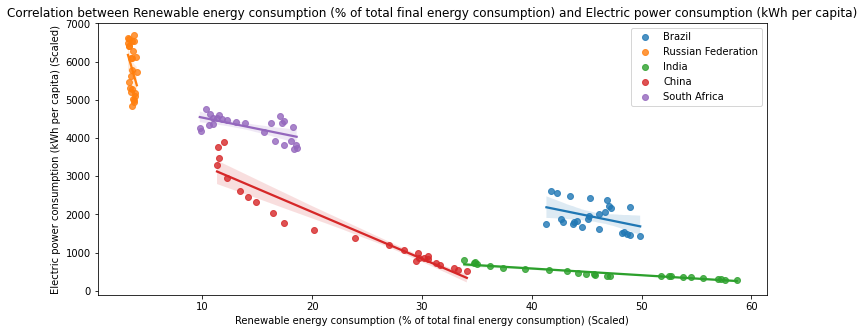 Correlation between Renewable energy consumption (% of total final energy consumption) and Electric power consumption (kWh per capita)
Electric power consumption (kWh per capita) (Scaled)
7000
6000
5000
4000
3000
2000
1000
0
Brazil
Russian Federation
India
China
South Africa
10
20
30
40
50
60
Renewable energy consumption (% of total final energy consumption) (Scaled)